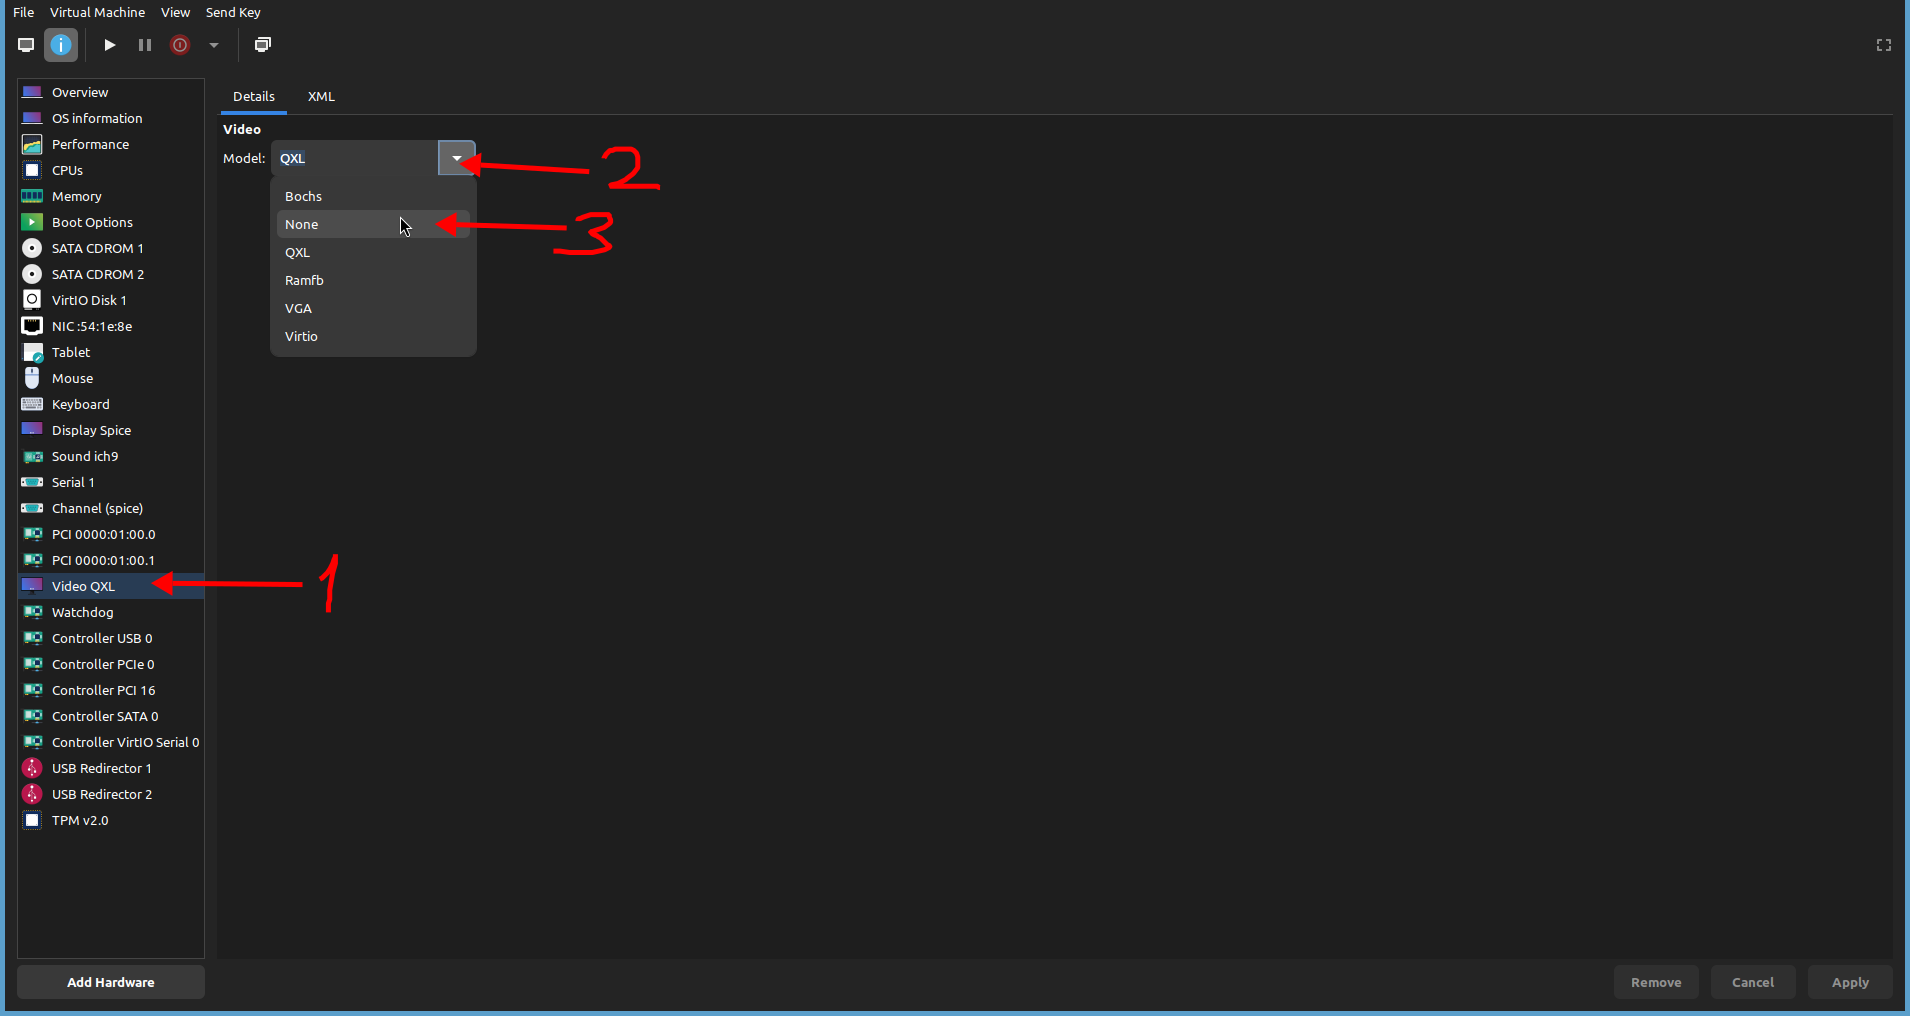 File Virtual Machine View Send Key
Overview
OS information
Performance
CPUs
Memory
Boot Options
SATA CDROM 1
SATA CDROM 2
VirtIO Disk 1
NIC :54:1e:8e
Tablet
Mouse
Keyboard
Display Spice
Sound ich9
Serial 1
Channel (spice)
PCI 0000:01:00.0
PCI 0000:01:00.1
Video QXL
Watchdog
Controller USB 0
Controller PCIe 0
Controller PCI 16
Controller SATA 0
Controller VirtIO Serial 0
USB Redirector 1
USB Redirector 2
TPM v2.0
Add Hardware
Details XML
Video
Model: QXL
2
Bochs
None
3
QXL
Ramfb
VGA
Virtio
1
Remove Cancel Apply